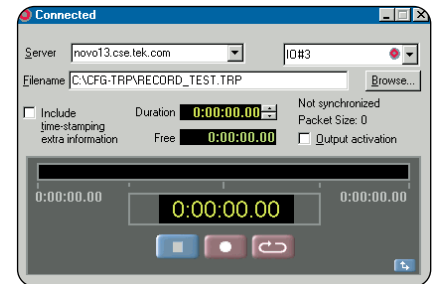 Connected
Server novo13.cse.tek.com IO#3
Filename C:\CFG-TRP\RECORD_TEST.TRP Browse...
Include time-stamping extra information
Duration 0:00:00.00
Free 0:00:00.00
Not synchronized
Packet Size: 0
Output activation
0:00:00.00 0:00:00.00 0:00:00.00